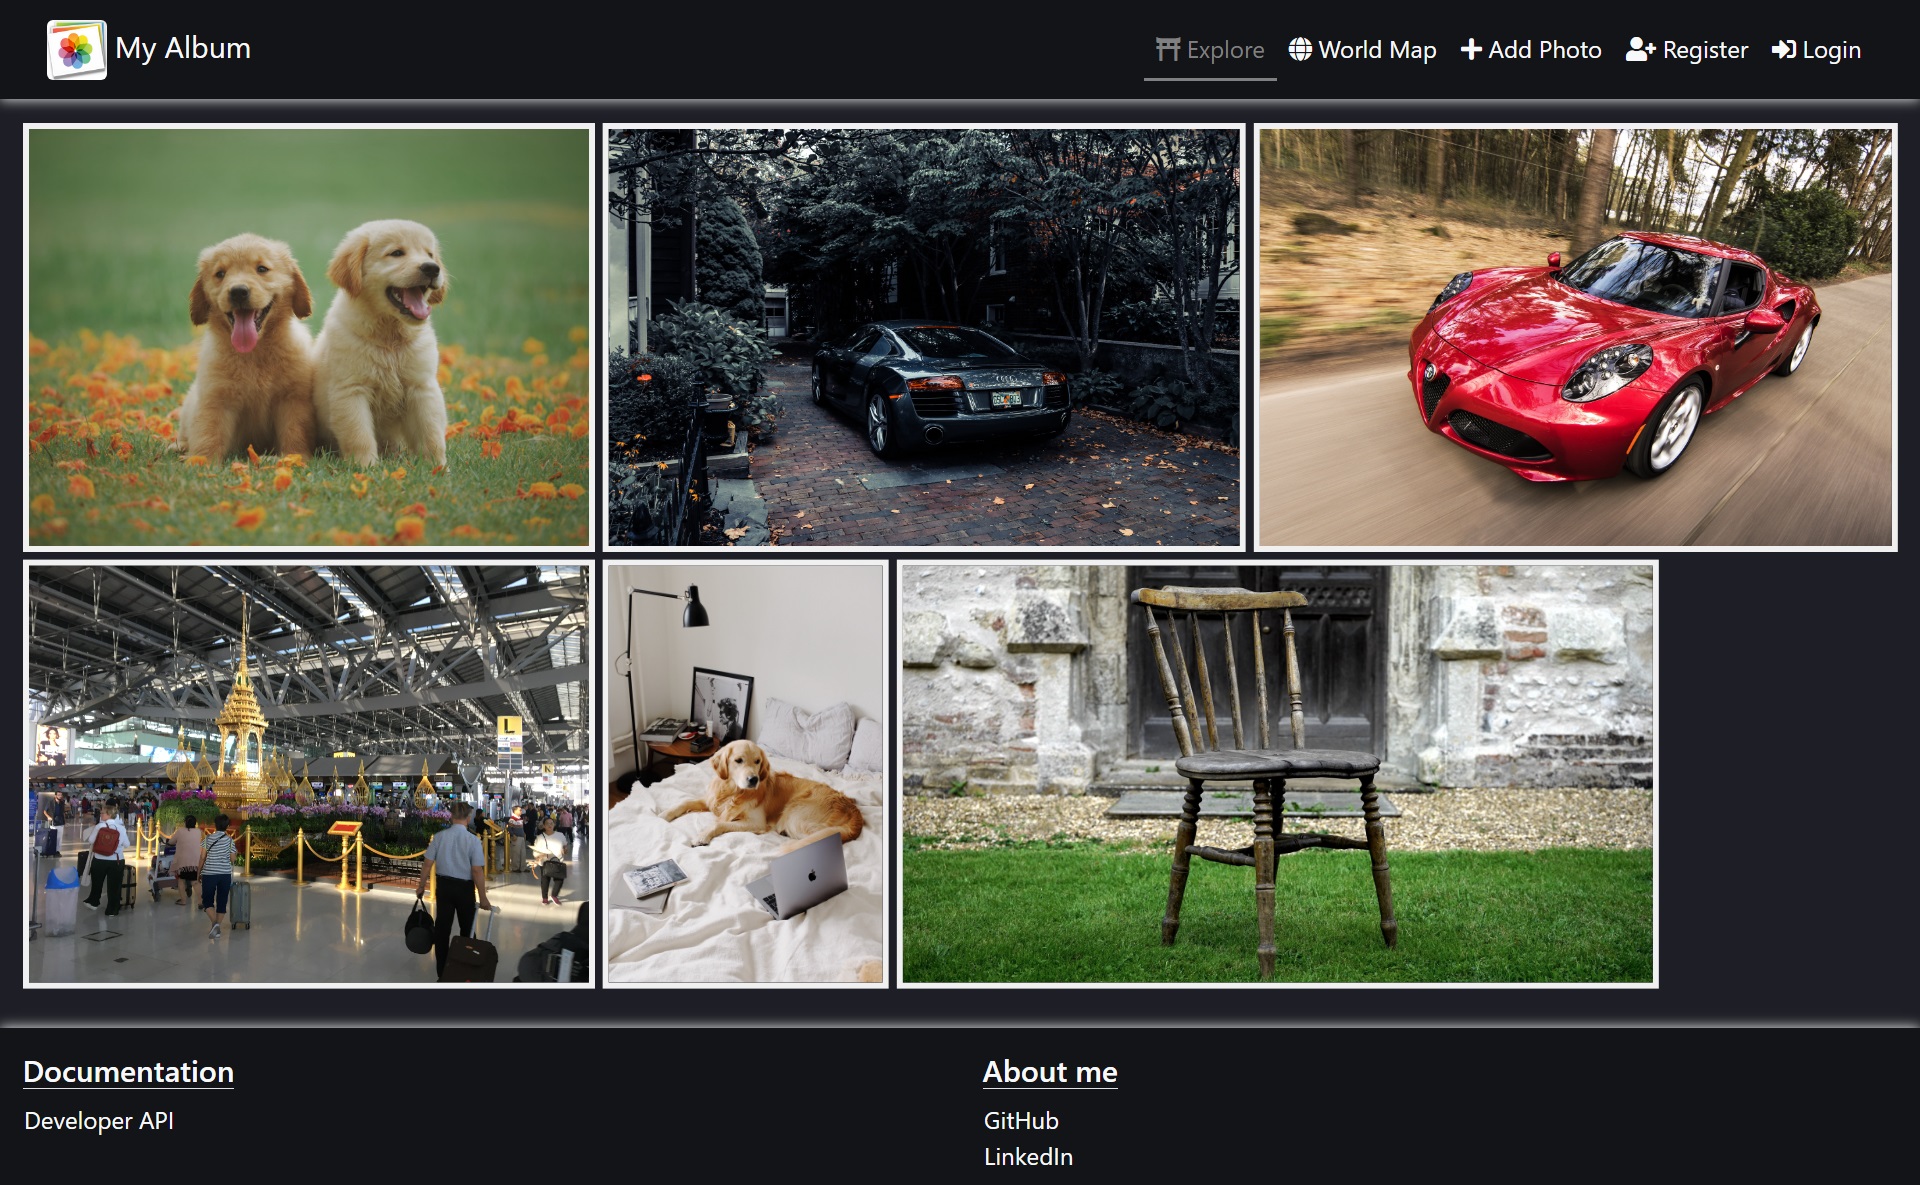 My Album
Explore
World Map
Add Photo
Register
Login
L
Documentation
About me
Developer API
GitHub
LinkedIn